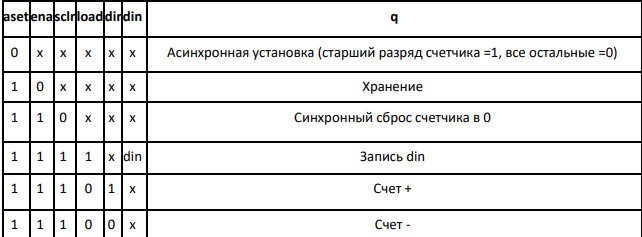 aset ena sclr load dir din q
0 x x x x x Асинхронная установка (старший разряд счетчика =1, все остальные =0)
1 0 x x x x Хранение
1 1 0 x x x Синхронный сброс счетчика в 0
1 1 1 1 x din Запись din
1 1 1 0 1 x Счет +
1 1 1 0 0 x Счет -